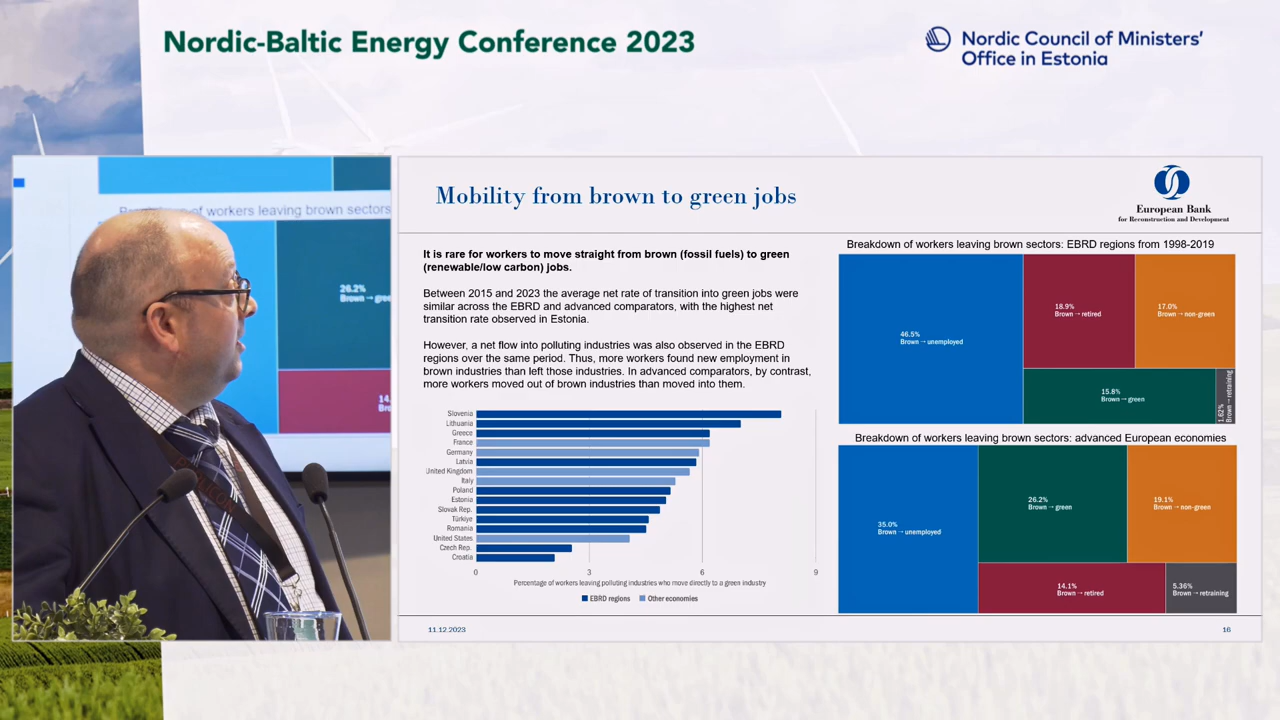 Nordic-Baltic Energy Conference 2023
Nordic Council of Ministers'
Office in Estonia
of workers leaving brown sectors
26.2%
Mobility from brown to green jobs
European Bank
for Reconstruction and Development
It is rare for workers to move straight from brown (fossil fuels) to green
(renewable/low carbon) jobs.
Between 2015 and 2023 the average net rate of transition into green jobs were
similar across the EBRD and advanced comparators, with the highest net
transition rate observed in Estonia.
However, a net flow into polluting industries was also observed in the EBRD
regions over the same period. Thus, more workers found new employment in
brown industries than left those industries. In advanced comparators, by contrast,
more workers moved out of brown industries than moved into them.
Slovenia
Lithuania
Greece
France
Germany
Latvia
United Kingdom
Italy
Poland
Estonia
Slovak Rep.
Türkiye
Romania
United States
Czech Rep.
Croatia
0 3 6 9
Percentage of workers leaving polluting industries who move directly to a green industry
EBRD regions Other economies
Breakdown of workers leaving brown sectors: EBRD regions from 1998-2019
46.5%
Brown → unemployed
18.9%
Brown → retired
17.0%
Brown → non-green
15.8%
Brown → green
1.62%
Brown → retraining
Breakdown of workers leaving brown sectors: advanced European economies
35.0%
Brown → unemployed
26.2%
Brown → green
19.1%
Brown → non-green
14.1%
Brown → retired
5.36%
Brown → retraining
11.12.2023
16